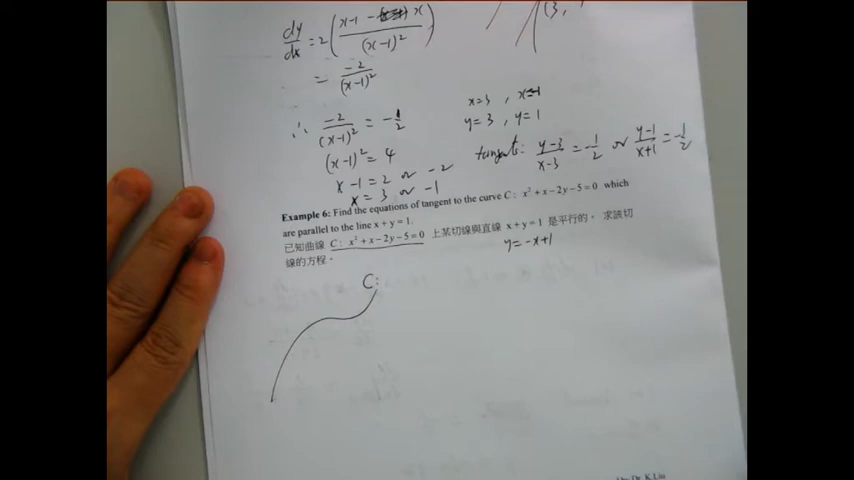 (3,
dy/dx = 2 ( (x-1 - x) / (x-1)² )
= -2 / (x-1)²
∴ -2 / (x-1)² = -1/2
(x-1)² = 4
x-1 = 2 or -2
x = 3 or -1
x=3 , x=-1
y=3 , y=1
tangents: (y-3)/(x-3) = -1/2 or (y-1)/(x+1) = -1/2
Example 6: Find the equations of tangent to the curve C: x²+x−2y−5=0 which
are parallel to the line x+y=1.
已知曲線 C: x²+x−2y−5=0 上某切線與直線 x+y=1 是平行的。求該切
線的方程。
y=-x+1
C:
Dr. K.Liu